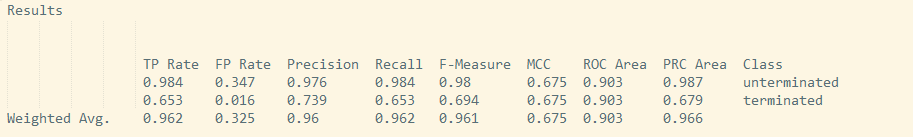 Results
TP Rate FP Rate Precision Recall F-Measure MCC ROC Area PRC Area Class
0.984 0.347 0.976 0.984 0.98 0.675 0.903 0.987 unterminated
0.653 0.016 0.739 0.653 0.694 0.675 0.903 0.679 terminated
Weighted Avg. 0.962 0.325 0.96 0.962 0.961 0.675 0.903 0.966